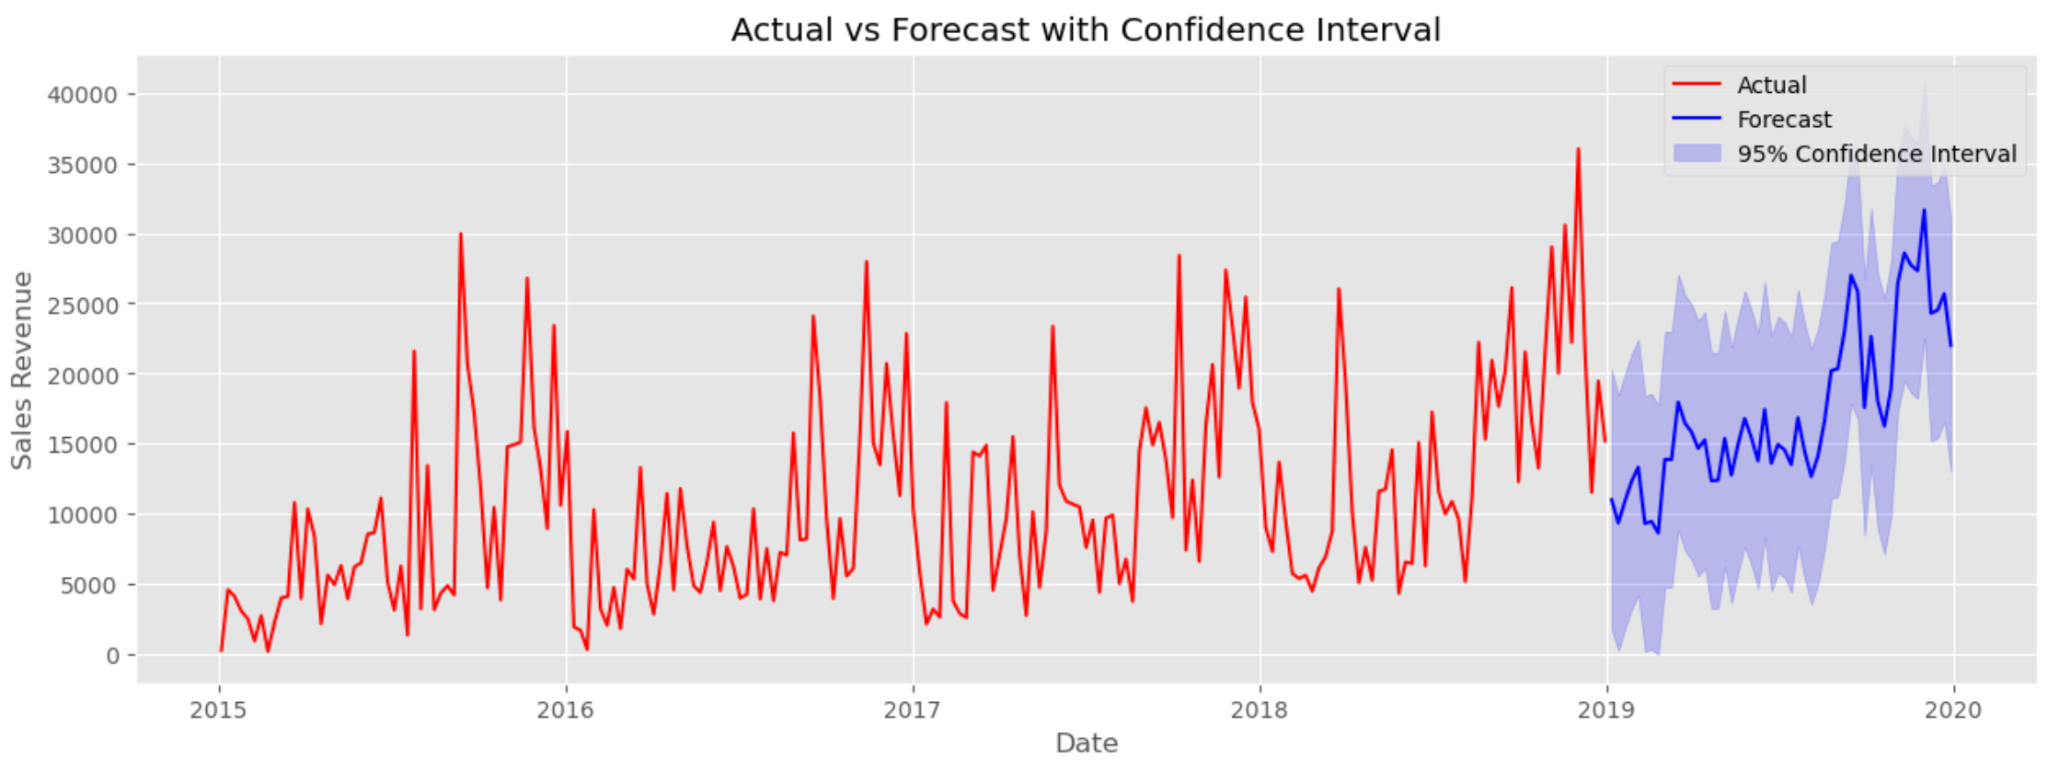 Actual vs Forecast with Confidence Interval
Actual
Forecast
95% Confidence Interval
Sales Revenue
40000
35000
30000
25000
20000
15000
10000
5000
0
2015 2016 2017 2018 2019 2020
Date